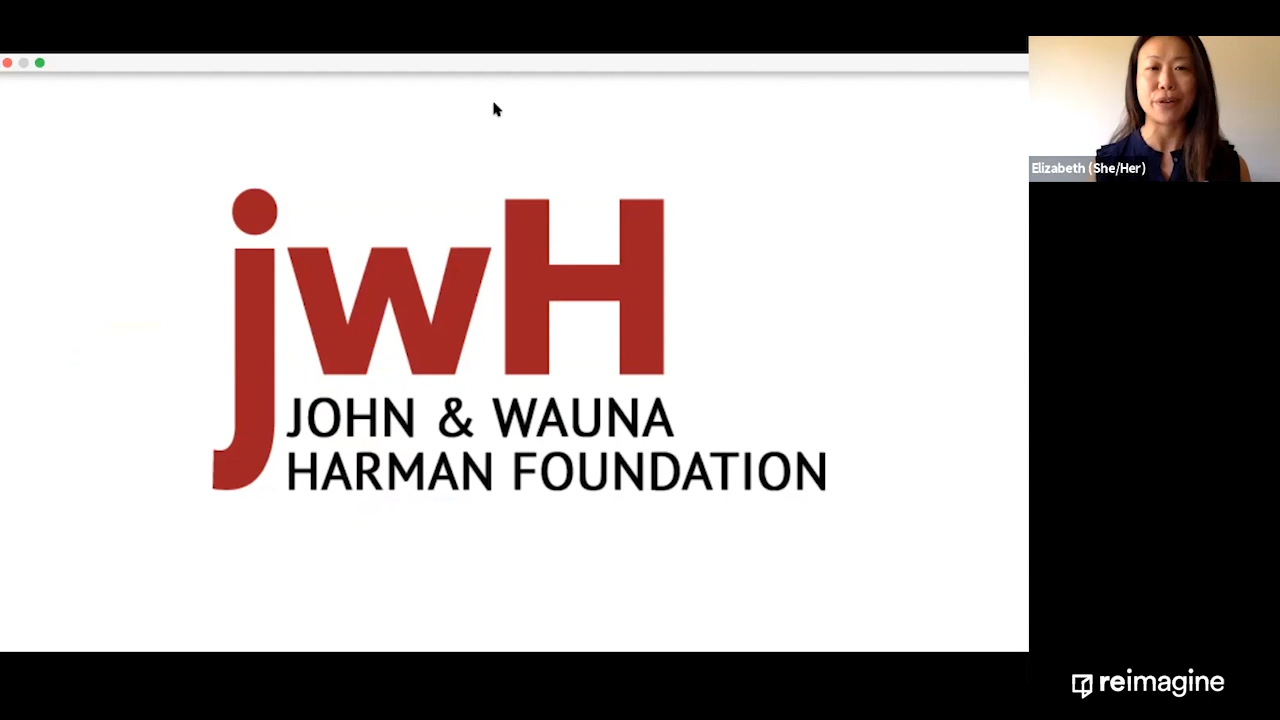 jwH
JOHN & WAUNA
HARMAN FOUNDATION
Elizabeth (She/Her)
reimagine